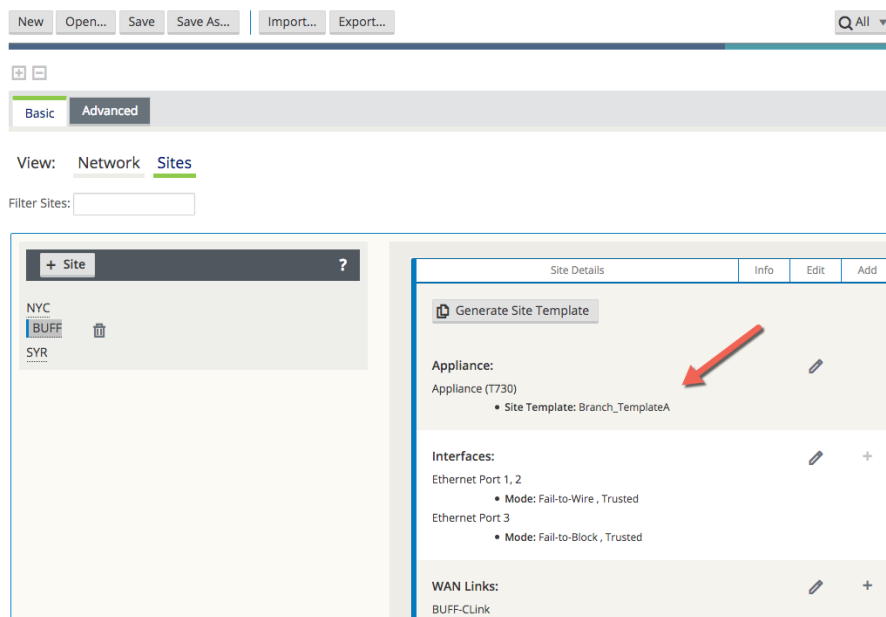 New Open... Save Save As... Import... Export... All
Basic Advanced
View: Network Sites
Filter Sites:
+ Site ?
NYC
BUFF
SYR
Site Details Info Edit Add
Generate Site Template
Appliance:
Appliance (T730)
• Site Template: Branch_TemplateA
Interfaces:
Ethernet Port 1, 2
• Mode: Fail-to-Wire , Trusted
Ethernet Port 3
• Mode: Fail-to-Block , Trusted
WAN Links:
BUFF-CLink